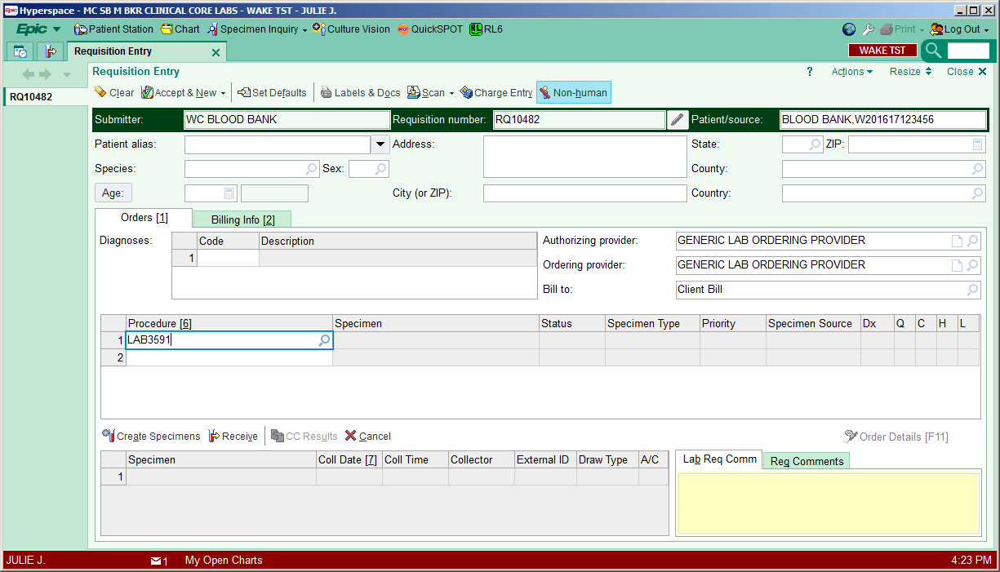 Hyperspace - MC SB M BKR CLINICAL CORE LABS - WAKE TST - JULIE J.
Epic Patient Station Chart Specimen Inquiry Culture Vision QuickSPOT RL6 Print Log Out
Requisition Entry WAKE TST
Requisition Entry ? Actions Resize Close
RQ10482
Clear Accept & New Set Defaults Labels & Docs Scan Charge Entry Non-human
Submitter: WC BLOOD BANK Requisition number: RQ10482 Patient/source: BLOOD BANK,W201617123456
Patient alias: Address: State: ZIP:
Species: Sex: County:
Age: City (or ZIP): Country:
Orders [1] Billing Info [2]
Diagnoses: Code Description Authorizing provider: GENERIC LAB ORDERING PROVIDER
1
Ordering provider: GENERIC LAB ORDERING PROVIDER
Bill to: Client Bill
Procedure [6] Specimen Status Specimen Type Priority Specimen Source Dx Q C H L
1 LAB3591
2
Create Specimens Receive CC Results Cancel Order Details [F11]
Specimen Coll Date [7] Coll Time Collector External ID Draw Type A/C Lab Req Comm Req Comments
1
JULIE J. 1 My Open Charts 4:23 PM